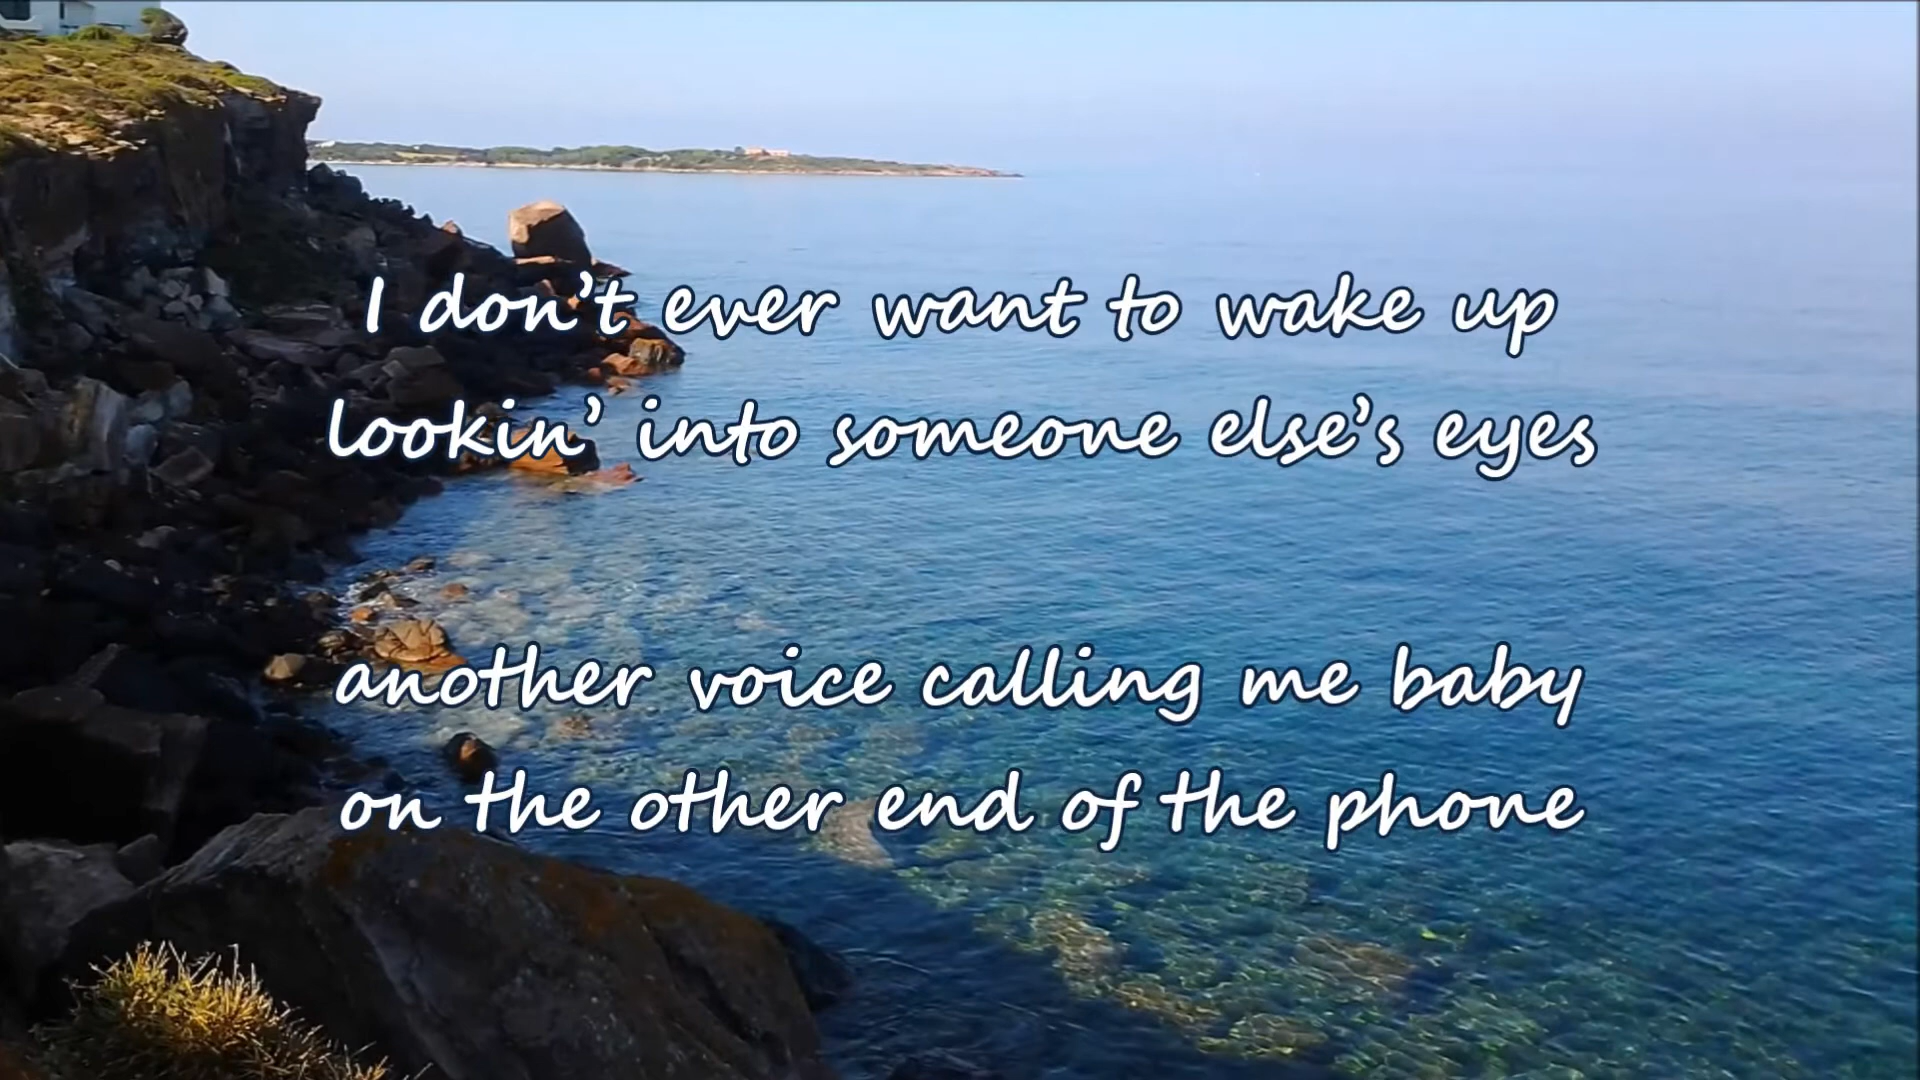 I don’t ever want to wake up
lookin’ into someone else’s eyes
another voice calling me baby
on the other end of the phone